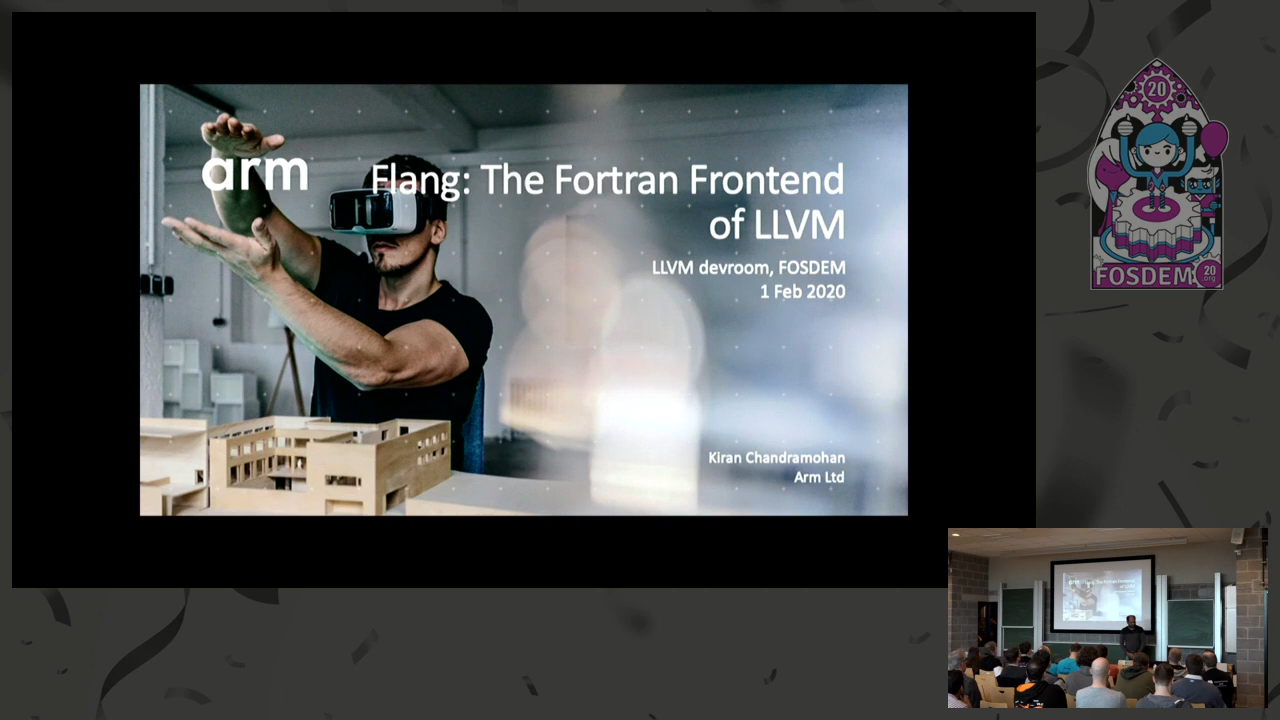 arm
Flang: The Fortran Frontend
of LLVM
LLVM devroom, FOSDEM
1 Feb 2020
Kiran Chandramohan
Arm Ltd
20
FOSDEM
20
.org